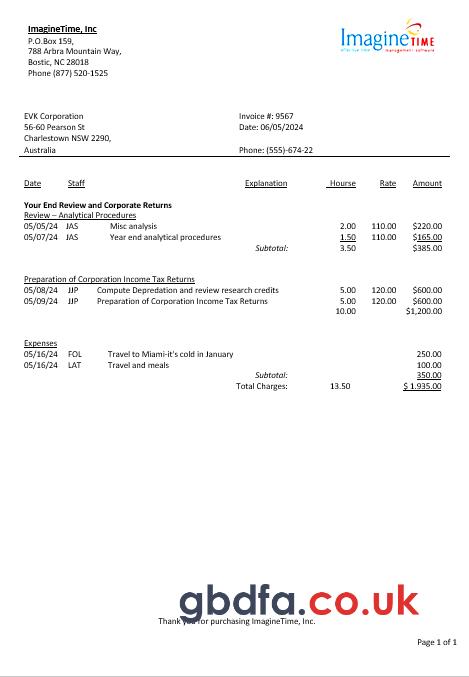 ImagineTime, Inc
P.O.Box 159,
788 Arbra Mountain Way,
Bostic, NC 28018
Phone (877) 520-1525
ImagineTIME
effective time management software
EVK Corporation Invoice #: 9567
56-60 Pearson St Date: 06/05/2024
Charlestown NSW 2290,
Australia Phone: (555)-674-22
Date Staff Explanation Hourse Rate Amount
Your End Review and Corporate Returns
Review – Analytical Procedures
05/05/24 JAS Misc analysis 2.00 110.00 $220.00
05/07/24 JAS Year end analytical procedures 1.50 110.00 $165.00
Subtotal: 3.50 $385.00
Preparation of Corporation Income Tax Returns
05/08/24 JJP Compute Depredation and review research credits 5.00 120.00 $600.00
05/09/24 JJP Preparation of Corporation Income Tax Returns 5.00 120.00 $600.00
10.00 $1,200.00
Expenses
05/16/24 FOL Travel to Miami-it's cold in January 250.00
05/16/24 LAT Travel and meals 100.00
Subtotal: 350.00
Total Charges: 13.50 $ 1.935.00
gbdfa.co.uk
Thank you for purchasing ImagineTime, Inc.
Page 1 of 1